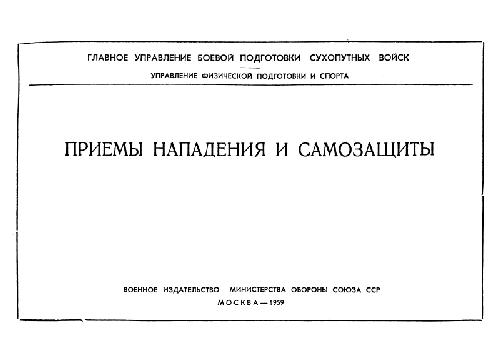 ГЛАВНОЕ УПРАВЛЕНИЕ БОЕВОЙ ПОДГОТОВКИ СУХОПУТНЫХ ВОЙСК
УПРАВЛЕНИЕ ФИЗИЧЕСКОЙ ПОДГОТОВКИ И СПОРТА
ПРИЕМЫ НАПАДЕНИЯ И САМОЗАЩИТЫ
ВОЕННОЕ ИЗДАТЕЛЬСТВО МИНИСТЕРСТВА ОБОРОНЫ СОЮЗА ССР
МОСКВА—1959